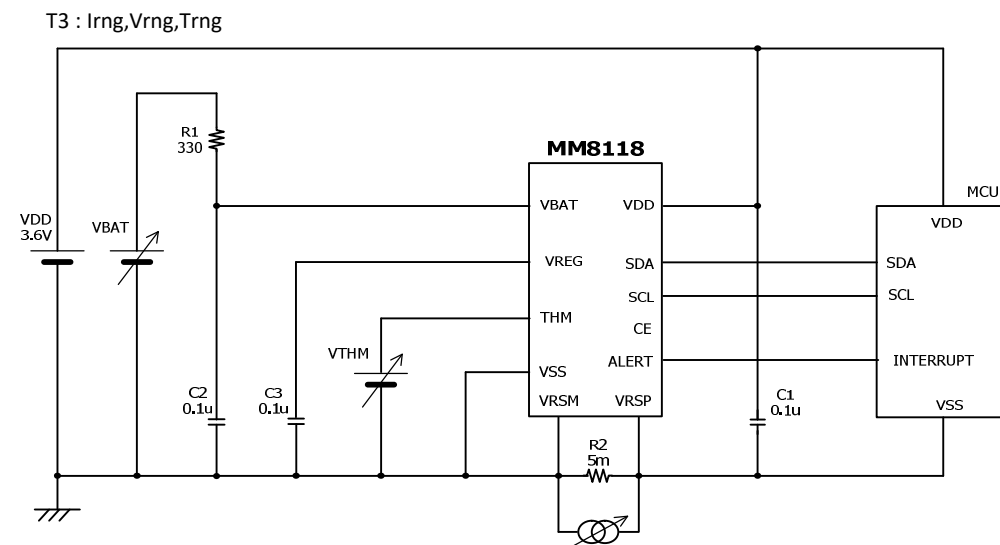 T3 : Irng,Vrng,Trng
R1
330
MM8118
MCU
VDD
3.6V
VBAT
VBAT
VDD
VDD
VREG
SDA
SDA
SCL
SCL
THM
CE
VTHM
ALERT
INTERRUPT
VSS
C2
0.1u
C3
0.1u
VRSM
VRSP
C1
0.1u
VSS
R2
5m